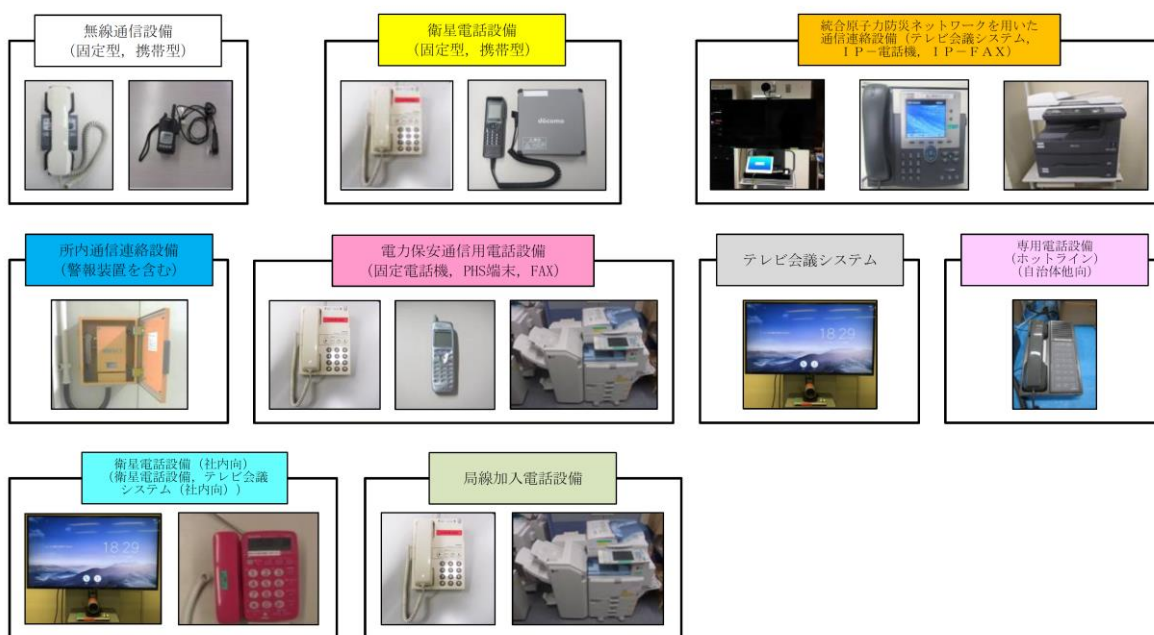 無線通信設備
(固定型,携帯型)
衛星電話設備
(固定型,携帯型)
統合原子力防災ネットワークを用いた
通信連絡設備(テレビ会議システム,
IP-電話機,IP-FAX)
döcomo
所内通信連絡設備
(警報装置を含む)
電力保安通信用電話設備
(固定電話機,PHS端末,FAX)
テレビ会議システム
専用電話設備
(ホットライン)
(自治体他向)
18:29
衛星電話設備(社内向)
(衛星電話設備,テレビ会議
システム(社内向))
局線加入電話設備
18:29